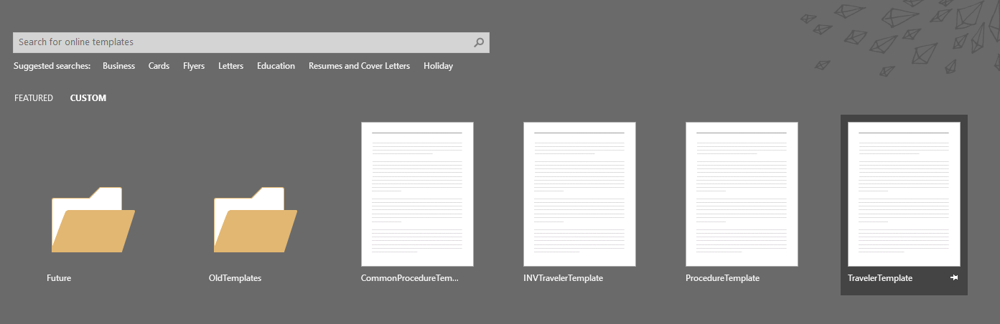 Search for online templates
Suggested searches: Business Cards Flyers Letters Education Resumes and Cover Letters Holiday
FEATURED CUSTOM
Future OldTemplates CommonProcedureTem... INVTravelerTemplate ProcedureTemplate TravelerTemplate